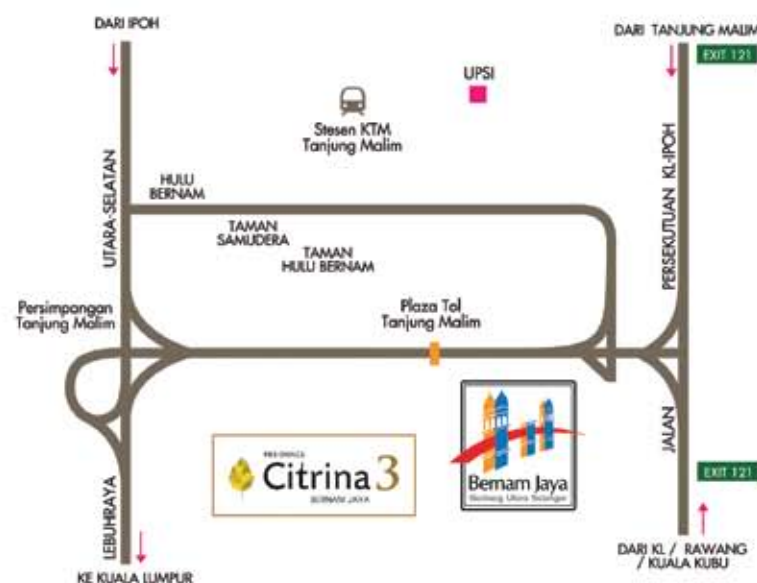 DARI IPOH
DARI TANJUNG MALIM
EXIT 121
UPSI
Stesen KTM
Tanjung Malim
UTARA-SELATAN
HULU
BERNAM
PERSEKUTUAN KL-IPOH
TAMAN
SAMUDERA
TAMAN
HULU BERNAM
Persimpangan
Tanjung Malim
Plaza Tol
Tanjung Malim
JALAN
Citrina 3
BERNAM JAYA
Bernam Jaya
Utara Selangor
EXIT 121
LEBUHRAYA
DARI KL / RAWANG
/ KUALA KUBU
KE KUALA LUMPUR